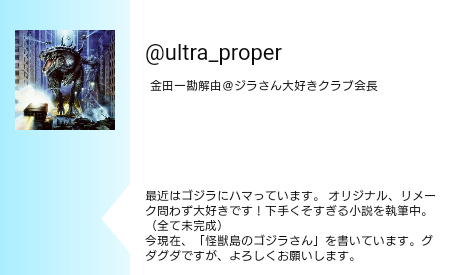 @ultra_proper
金田一勘解由＠ジラさん大好きクラブ会長
最近はゴジラにハマっています。 オリジナル、リメー
ク問わず大好きです！下手くそすぎる小説を執筆中。
（全て未完成）
今現在、「怪獣島のゴジラさん」を書いています。グ
ダグダですが、よろしくお願いします。